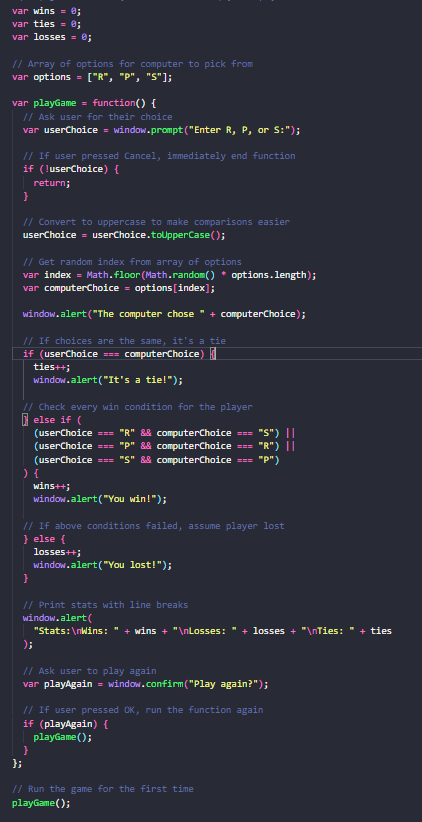 var wins = 0;
var ties = 0;
var losses = 0;

// Array of options for computer to pick from
var options = ["R", "P", "S"];

var playGame = function() {
  // Ask user for their choice
  var userChoice = window.prompt("Enter R, P, or S:");

  // If user pressed Cancel, immediately end function
  if (!userChoice) {
    return;
  }

  // Convert to uppercase to make comparisons easier
  userChoice = userChoice.toUpperCase();

  // Get random index from array of options
  var index = Math.floor(Math.random() * options.length);
  var computerChoice = options[index];

  window.alert("The computer chose " + computerChoice);

  // If choices are the same, it's a tie
  if (userChoice === computerChoice) {
    ties++;
    window.alert("It's a tie!");

  // Check every win condition for the player
  } else if (
    (userChoice === "R" && computerChoice === "S") ||
    (userChoice === "P" && computerChoice === "R") ||
    (userChoice === "S" && computerChoice === "P")
  ) {
    wins++;
    window.alert("You win!");

  // If above conditions failed, assume player lost
  } else {
    losses++;
    window.alert("You lost!");
  }

  // Print stats with line breaks
  window.alert(
    "Stats:\nWins: " + wins + "\nLosses: " + losses + "\nTies: " + ties
  );

  // Ask user to play again
  var playAgain = window.confirm("Play again?");

  // If user pressed OK, run the function again
  if (playAgain) {
    playGame();
  }
};

// Run the game for the first time
playGame();